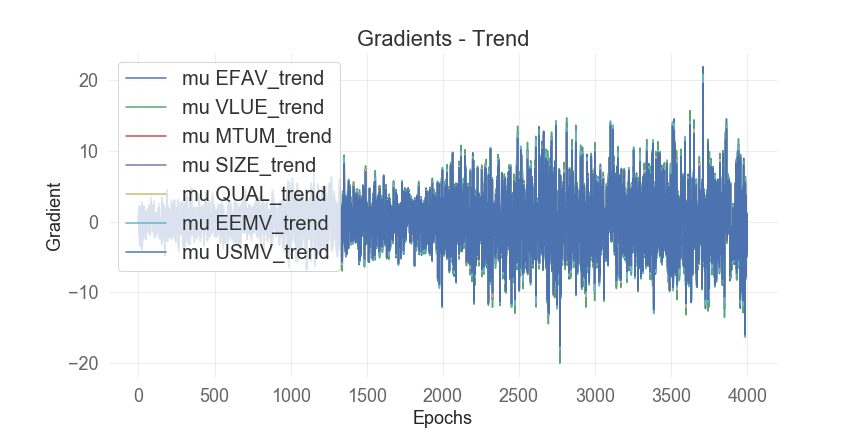 Gradients - Trend
mu EFAV_trend
mu VLUE_trend
mu MTUM_trend
mu SIZE_trend
mu QUAL_trend
mu EEMV_trend
mu USMV_trend
Gradient
20
10
0
−10
−20
0 500 1000 1500 2000 2500 3000 3500 4000
Epochs